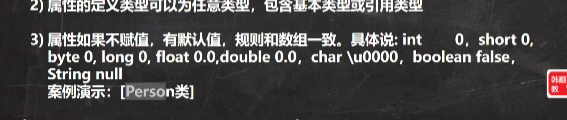 2) 属性的定义类型可以为任意类型，包含基本类型或引用类型
3) 属性如果不赋值，有默认值，规则和数组一致。具体说: int 0，short 0,
byte 0, long 0, float 0.0,double 0.0，char \u0000，boolean false，
String null
案例演示：[Person类]
韩顺